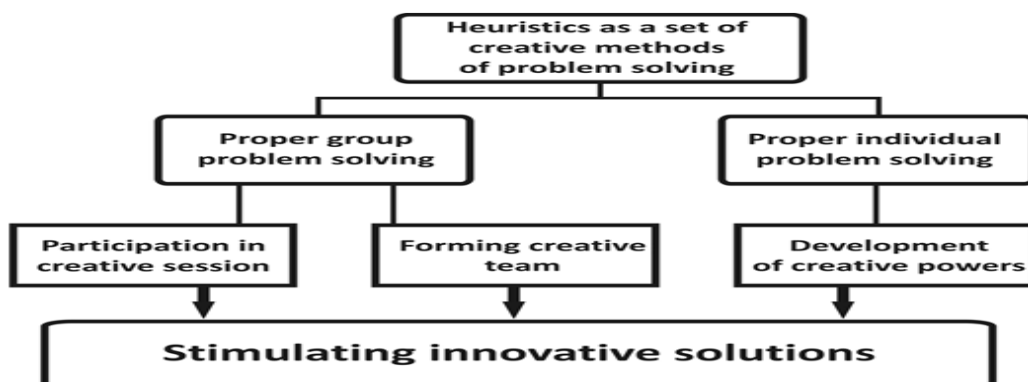 Heuristics as a set of
creative methods
of problem solving
Proper group
problem solving
Proper individual
problem solving
Participation in
creative session
Forming creative
team
Development
of creative powers
Stimulating innovative solutions